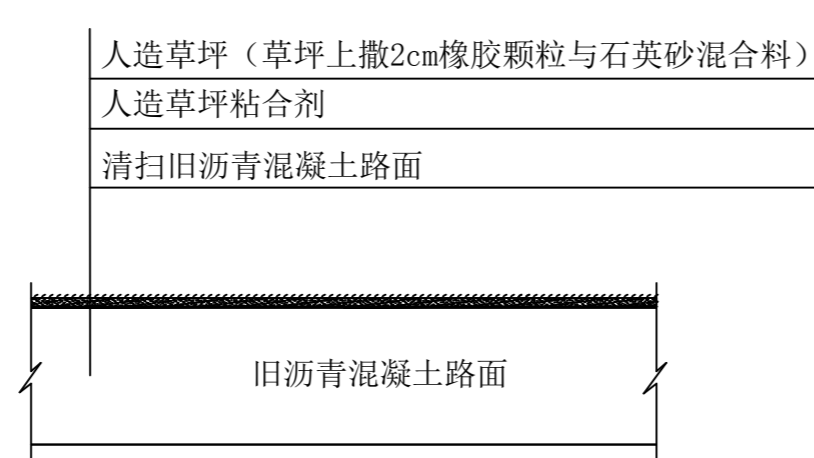 人造草坪（草坪上撒2cm橡胶颗粒与石英砂混合料）
人造草坪粘合剂
清扫旧沥青混凝土路面
旧沥青混凝土路面